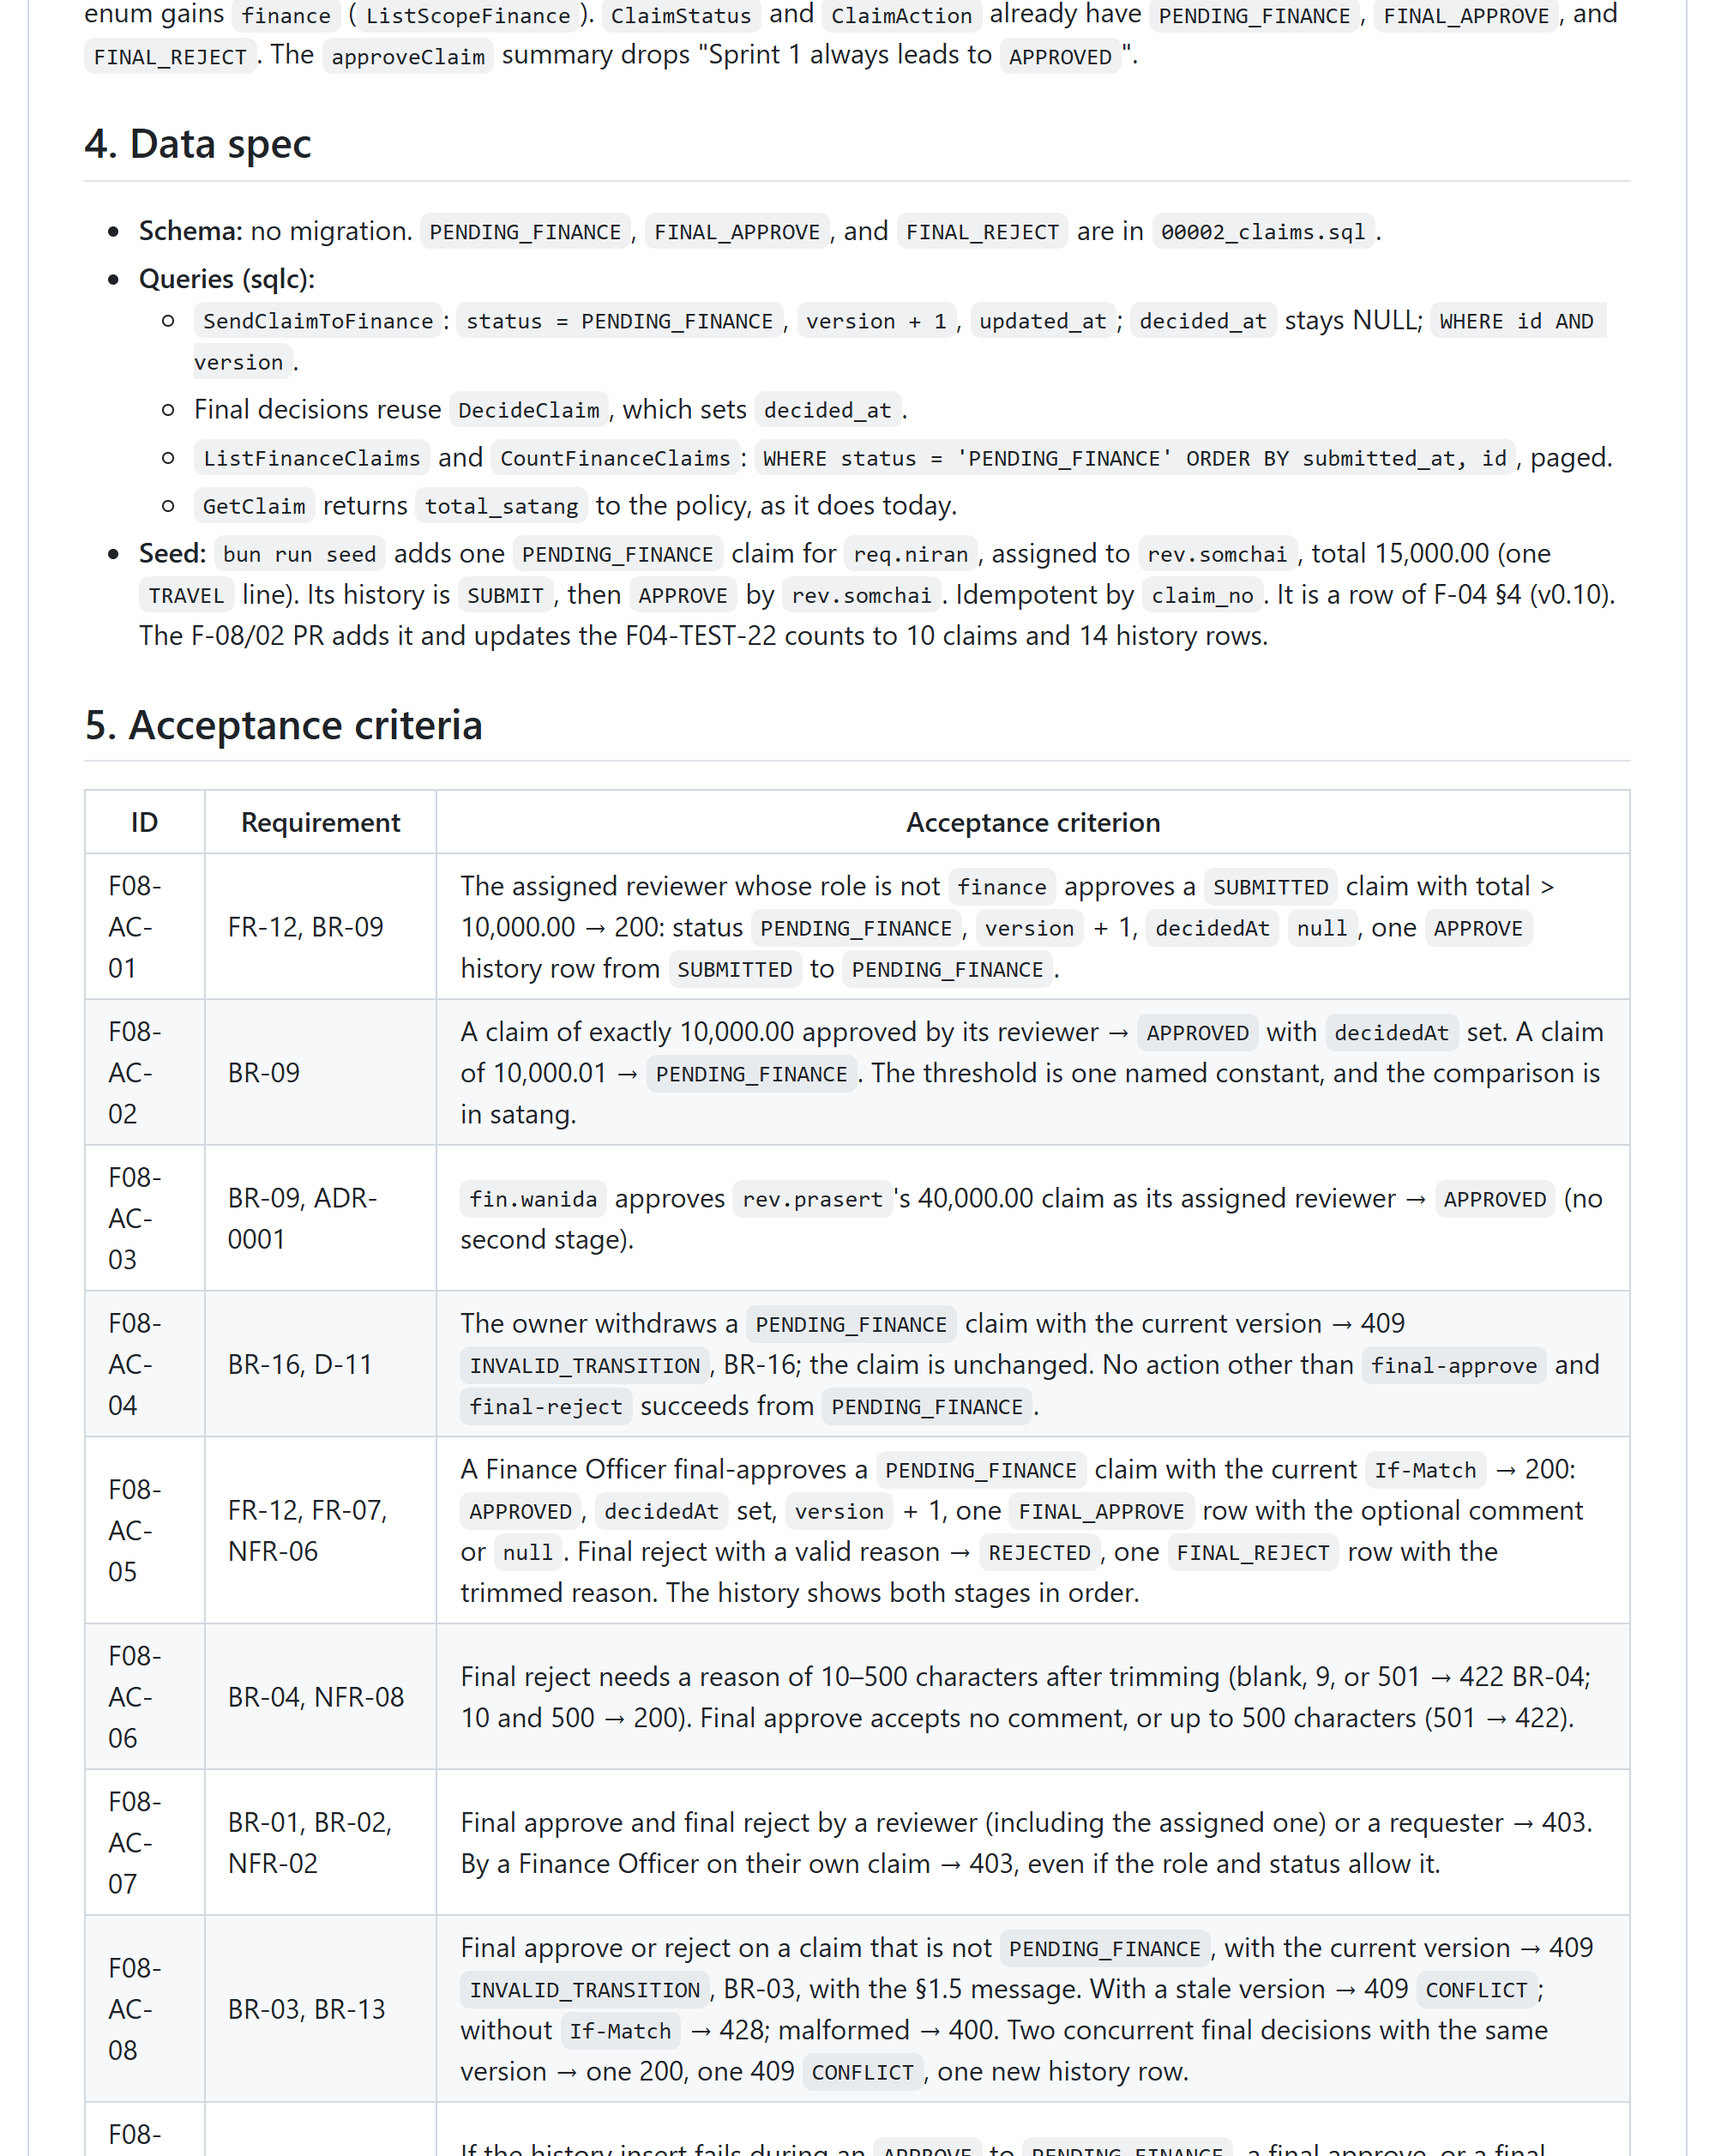 enum gains finance ( ListScopeFinance ). ClaimStatus and ClaimAction already have PENDING_FINANCE , FINAL_APPROVE , and
FINAL_REJECT . The approveClaim summary drops "Sprint 1 always leads to APPROVED ".
4. Data spec
• Schema: no migration. PENDING_FINANCE , FINAL_APPROVE , and FINAL_REJECT are in 00002_claims.sql .
• Queries (sqlc):
○ SendClaimToFinance : status = PENDING_FINANCE , version + 1 , updated_at ; decided_at stays NULL; WHERE id AND
version .
○ Final decisions reuse DecideClaim , which sets decided_at .
○ ListFinanceClaims and CountFinanceClaims : WHERE status = 'PENDING_FINANCE' ORDER BY submitted_at, id , paged.
○ GetClaim returns total_satang to the policy, as it does today.
• Seed: bun run seed adds one PENDING_FINANCE claim for req.niran , assigned to rev.somchai , total 15,000.00 (one
TRAVEL line). Its history is SUBMIT , then APPROVE by rev.somchai . Idempotent by claim_no . It is a row of F-04 §4 (v0.10).
The F-08/02 PR adds it and updates the F04-TEST-22 counts to 10 claims and 14 history rows.
5. Acceptance criteria
ID Requirement Acceptance criterion
F08-
AC-
01
FR-12, BR-09
The assigned reviewer whose role is not finance approves a SUBMITTED claim with total >
10,000.00 → 200: status PENDING_FINANCE , version + 1, decidedAt null , one APPROVE
history row from SUBMITTED to PENDING_FINANCE .
F08-
AC-
02
BR-09
A claim of exactly 10,000.00 approved by its reviewer → APPROVED with decidedAt set. A claim
of 10,000.01 → PENDING_FINANCE . The threshold is one named constant, and the comparison is
in satang.
F08-
AC-
03
BR-09, ADR-
0001
fin.wanida approves rev.prasert 's 40,000.00 claim as its assigned reviewer → APPROVED (no
second stage).
F08-
AC-
04
BR-16, D-11
The owner withdraws a PENDING_FINANCE claim with the current version → 409
INVALID_TRANSITION , BR-16; the claim is unchanged. No action other than final-approve and
final-reject succeeds from PENDING_FINANCE .
F08-
AC-
05
FR-12, FR-07,
NFR-06
A Finance Officer final-approves a PENDING_FINANCE claim with the current If-Match → 200:
APPROVED , decidedAt set, version + 1, one FINAL_APPROVE row with the optional comment
or null . Final reject with a valid reason → REJECTED , one FINAL_REJECT row with the
trimmed reason. The history shows both stages in order.
F08-
AC-
06
BR-04, NFR-08
Final reject needs a reason of 10–500 characters after trimming (blank, 9, or 501 → 422 BR-04;
10 and 500 → 200). Final approve accepts no comment, or up to 500 characters (501 → 422).
F08-
AC-
07
BR-01, BR-02,
NFR-02
Final approve and final reject by a reviewer (including the assigned one) or a requester → 403.
By a Finance Officer on their own claim → 403, even if the role and status allow it.
F08-
AC-
08
BR-03, BR-13
Final approve or reject on a claim that is not PENDING_FINANCE , with the current version → 409
INVALID_TRANSITION , BR-03, with the §1.5 message. With a stale version → 409 CONFLICT ;
without If-Match → 428; malformed → 400. Two concurrent final decisions with the same
version → one 200, one 409 CONFLICT , one new history row.
F08-
If the history insert fails during an APPROVE to PENDING_FINANCE , a final approve, or a final